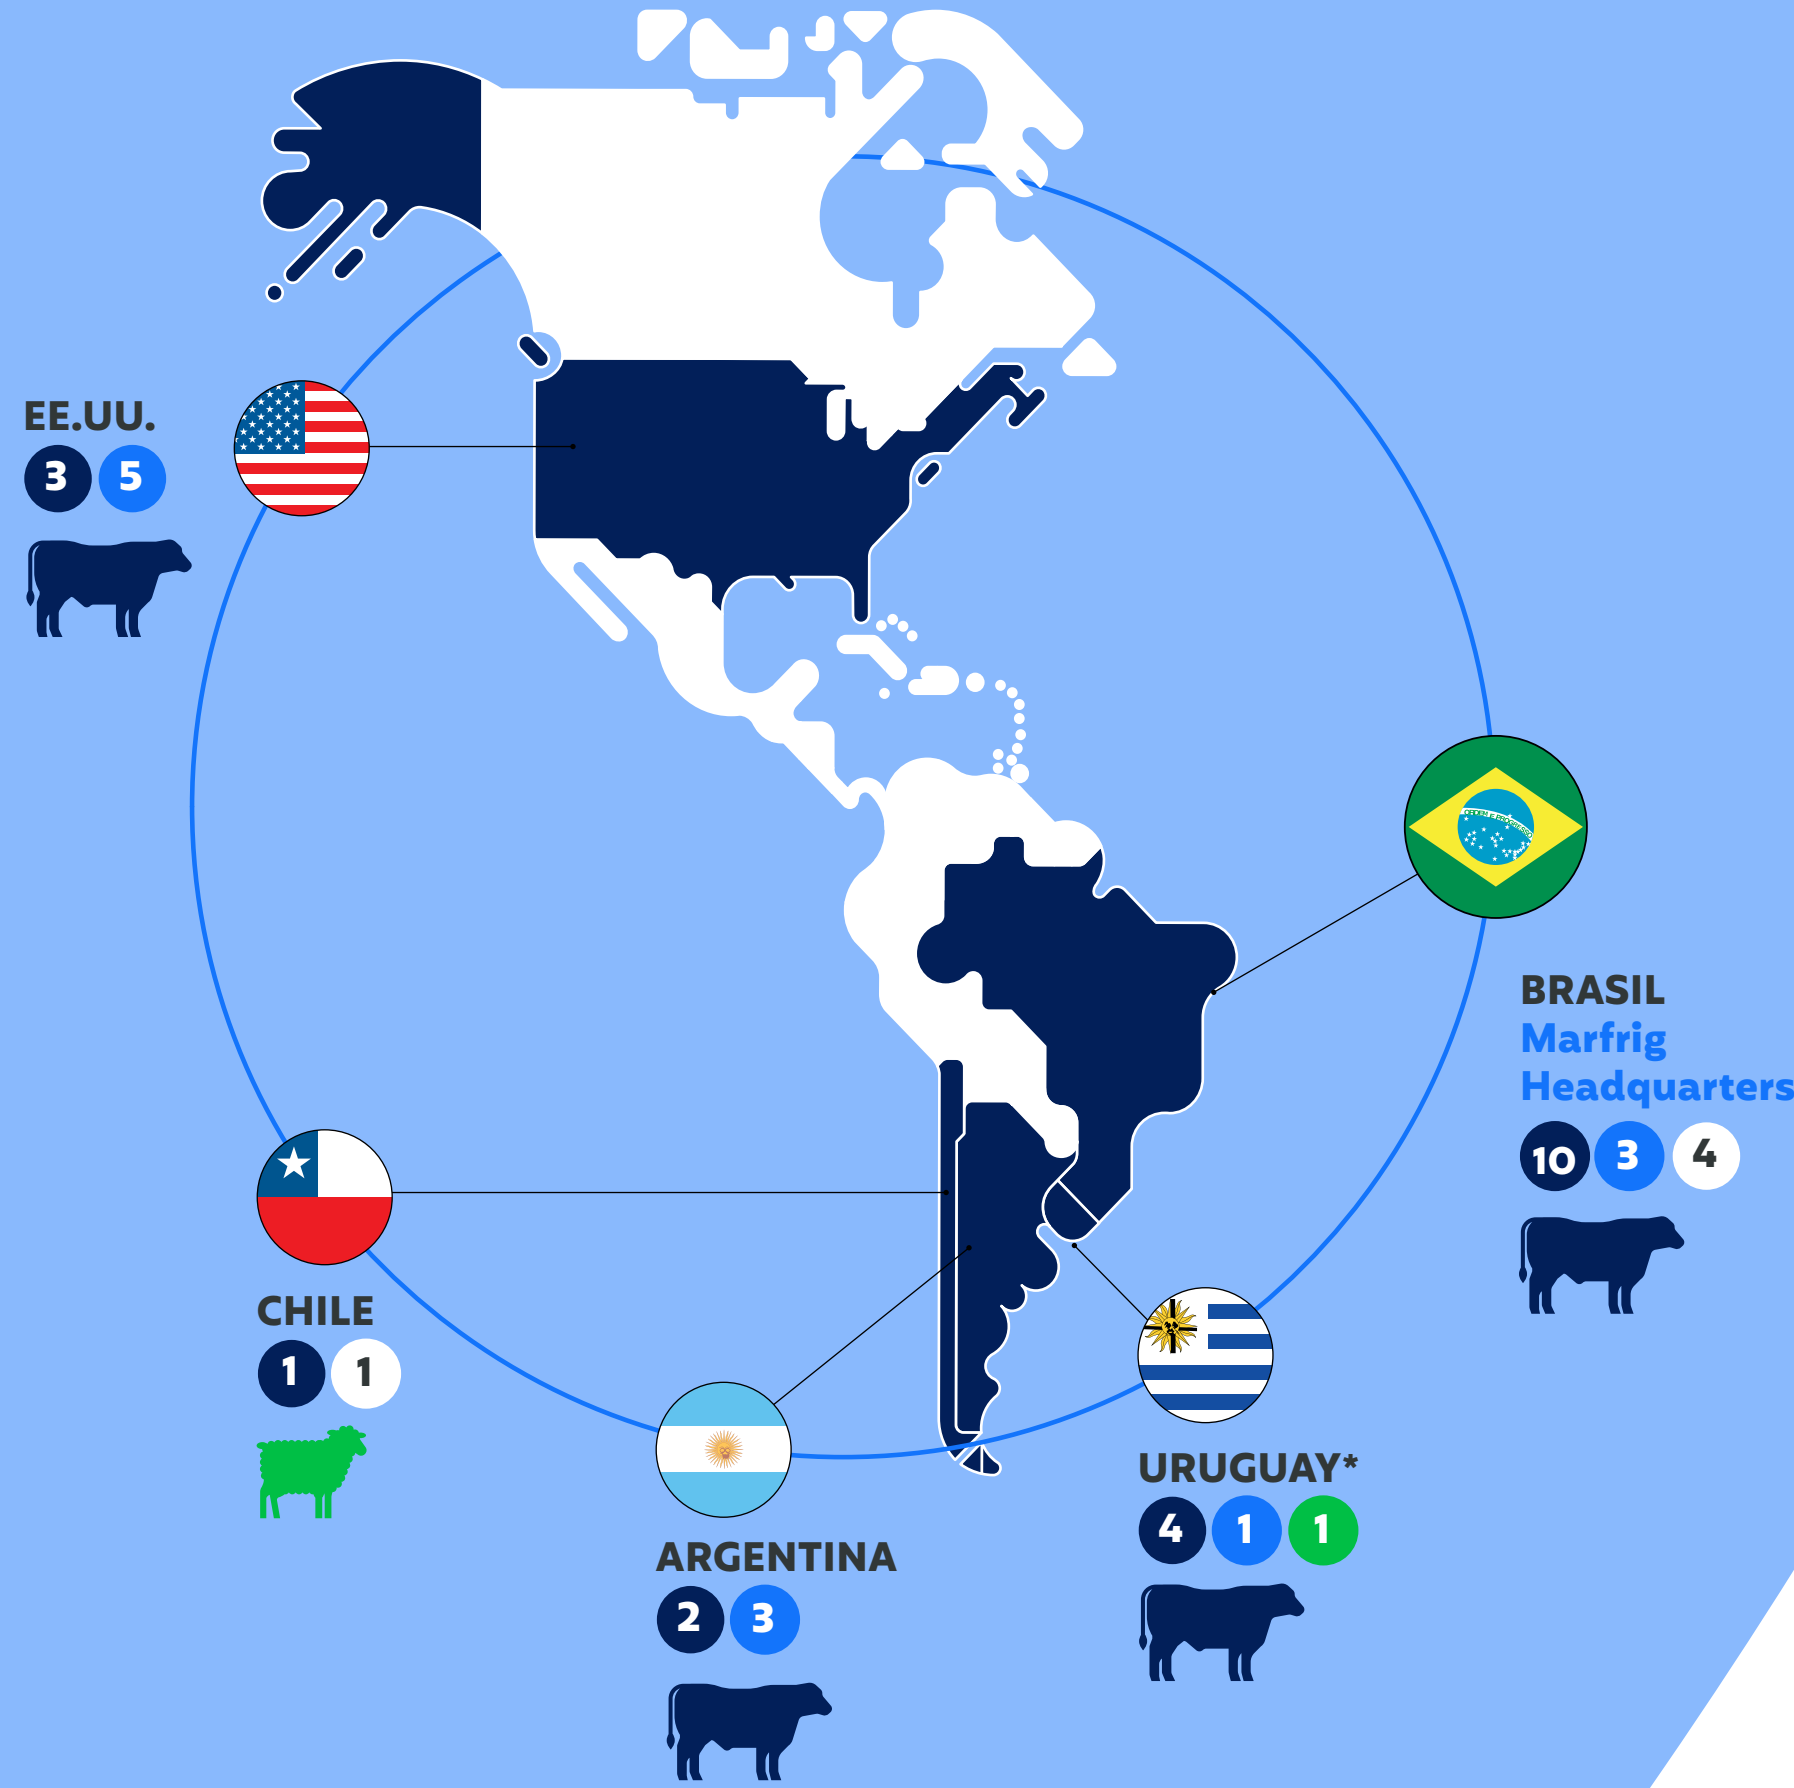 EE.UU.
3 5
BRASIL
Marfrig
Headquarters
10 3 4
CHILE
1 1
URUGUAY*
4 1 1
ARGENTINA
2 3